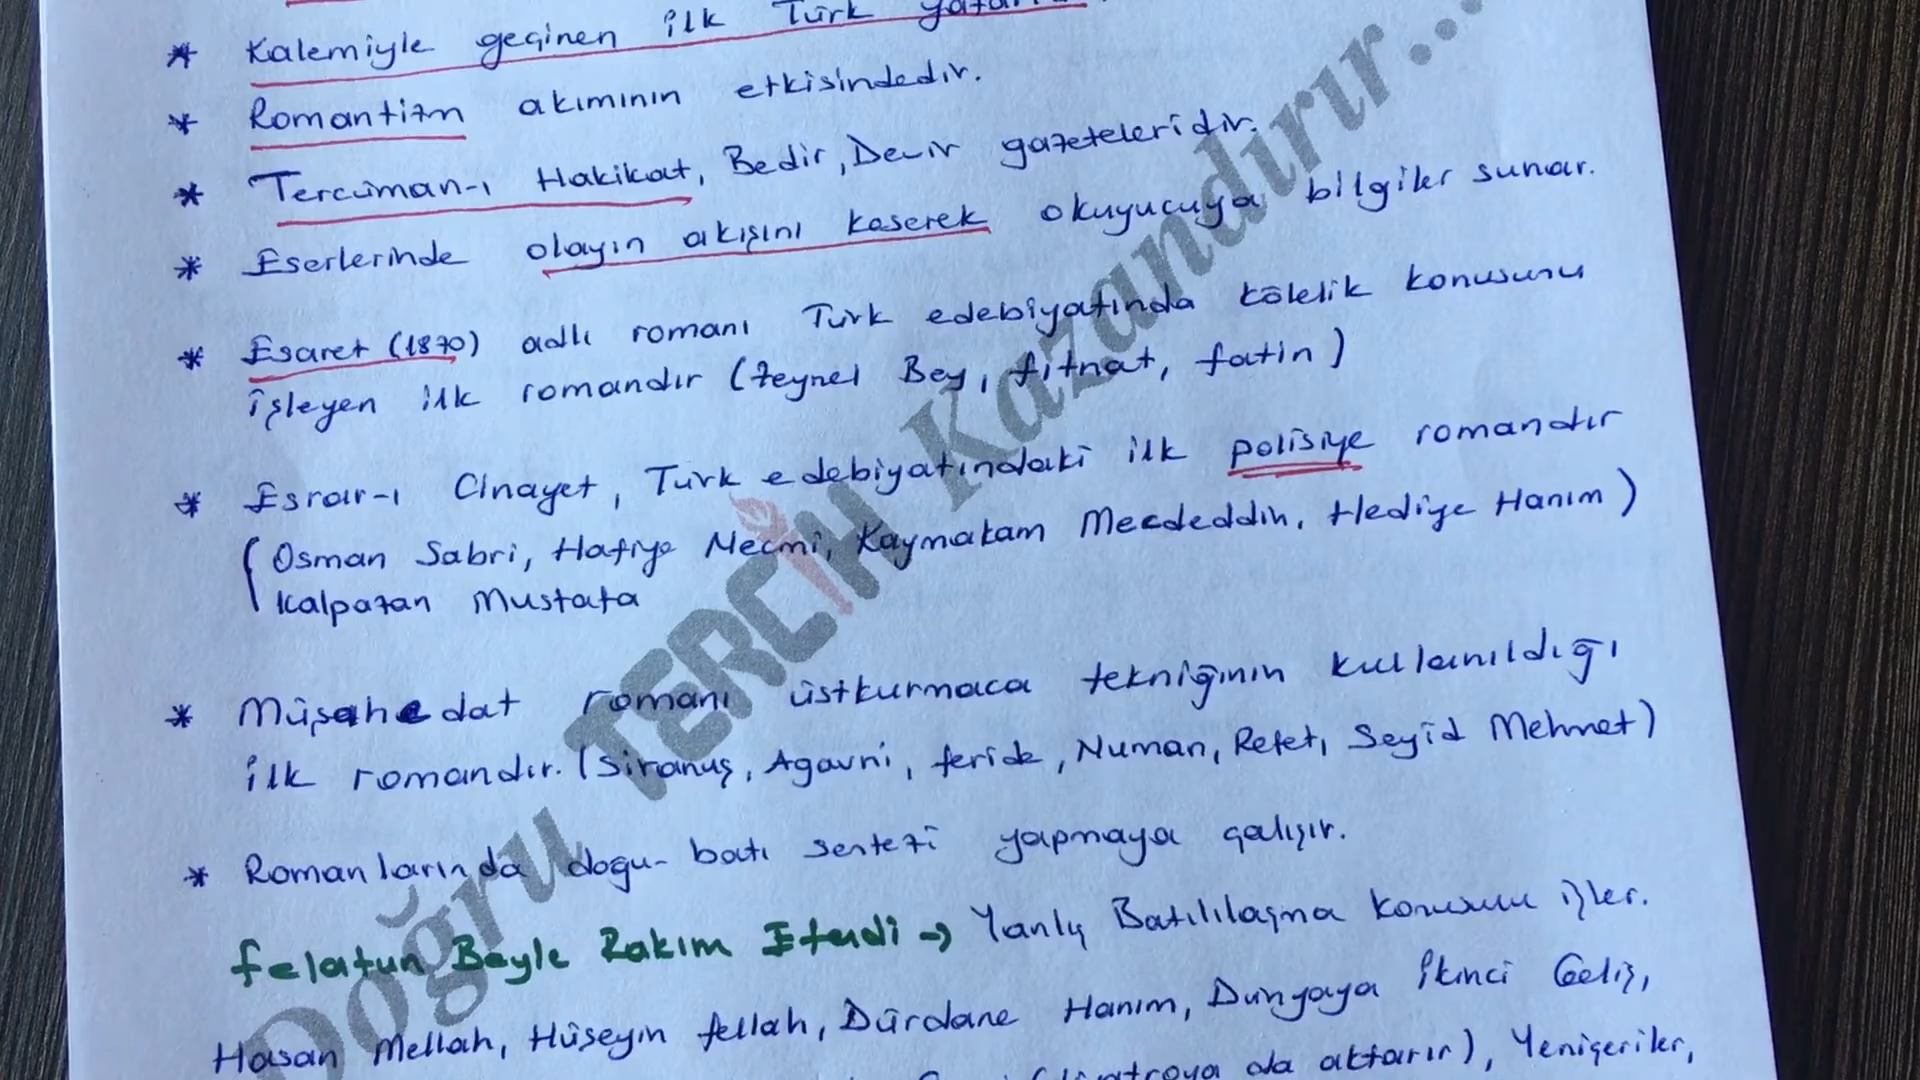 * Kalemiyle geçinen ilk Türk
* Romantizm akımının etkisindedir.
* Tercüman-ı Hakikat, Bedir, Devir gazeteleridir.
* Eserlerinde olayın akışını keserek okuyucuya bilgiler sunar.
* Esaret (1870) adlı romanı Türk edebiyatında kölelik konusunu
işleyen ilk romandır (Zeynel Bey, Fitnat, Fatin)
* Esrar-ı Cinayet, Türk edebiyatındaki ilk polisiye romandır
(Osman Sabri, Hafiye Necmi, Kaymakam Mecdeddin, Hediye Hanım)
Kalpazan Mustafa
* Müşahedat romanı üstkurmaca tekniğinin kullanıldığı
ilk romandır. (Siranuş, Agavni, Feride, Numan, Refet, Seyid Mehmet)
* Romanlarında doğu-batı sentezi yapmaya çalışır.
Felatun Beyle Rakım Efendi → Yanlış Batılılaşma konusunu işler.
Hasan Mellah, Hüseyin Fellah, Dürdane Hanım, Dünyaya İkinci Geliş,
da aktarır), Yeniçeriler,
Doğru TERCİH Kazandırır...